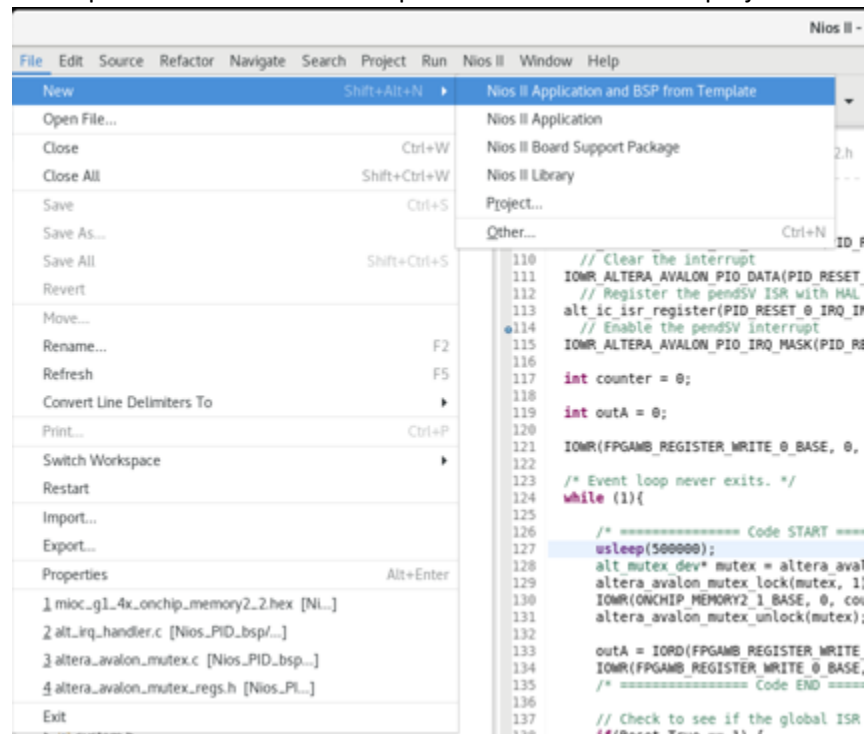 Nios II -
File Edit Source Refactor Navigate Search Project Run Nios II Window Help
New Shift+Alt+N
Open File...
Close Ctrl+W
Close All Shift+Ctrl+W
Save Ctrl+S
Save As...
Save All Shift+Ctrl+S
Revert
Move...
Rename... F2
Refresh F5
Convert Line Delimiters To
Print... Ctrl+P
Switch Workspace
Restart
Import...
Export...
Properties Alt+Enter
1 mioc_g1_4x_onchip_memory2_2.hex [Ni...]
2 alt_irq_handler.c [Nios_PID_bsp/...]
3 altera_avalon_mutex.c [Nios_PID_bsp...]
4 altera_avalon_mutex_regs.h [Nios_PI...]
Exit
Nios II Application and BSP from Template
Nios II Application
Nios II Board Support Package
Nios II Library
Project...
Other... Ctrl+N
2.h
110 // Clear the interrupt
111 IOWR_ALTERA_AVALON_PIO_DATA(PID_RESET
112 // Register the pendSV ISR with HAL
113 alt_ic_isr_register(PID_RESET_0_IRQ_IN
114 // Enable the pendSV interrupt
115 IOWR_ALTERA_AVALON_PIO_IRQ_MASK(PID_RE
116
117 int counter = 0;
118
119 int outA = 0;
120
121 IOWR(FPGAWB_REGISTER_WRITE_0_BASE, 0,
122
123 /* Event loop never exits. */
124 while (1){
125
126 /* =============== Code START ====
127 usleep(500000);
128 alt_mutex_dev* mutex = altera_aval
129 altera_avalon_mutex_lock(mutex, 1)
130 IOWR(ONCHIP_MEMORY2_1_BASE, 0, cou
131 altera_avalon_mutex_unlock(mutex);
132
133 outA = IORD(FPGAWB_REGISTER_WRITE_
134 IOWR(FPGAWB_REGISTER_WRITE_0_BASE,
135 /* ================ Code END =====
136
137 // Check to see if the global ISR